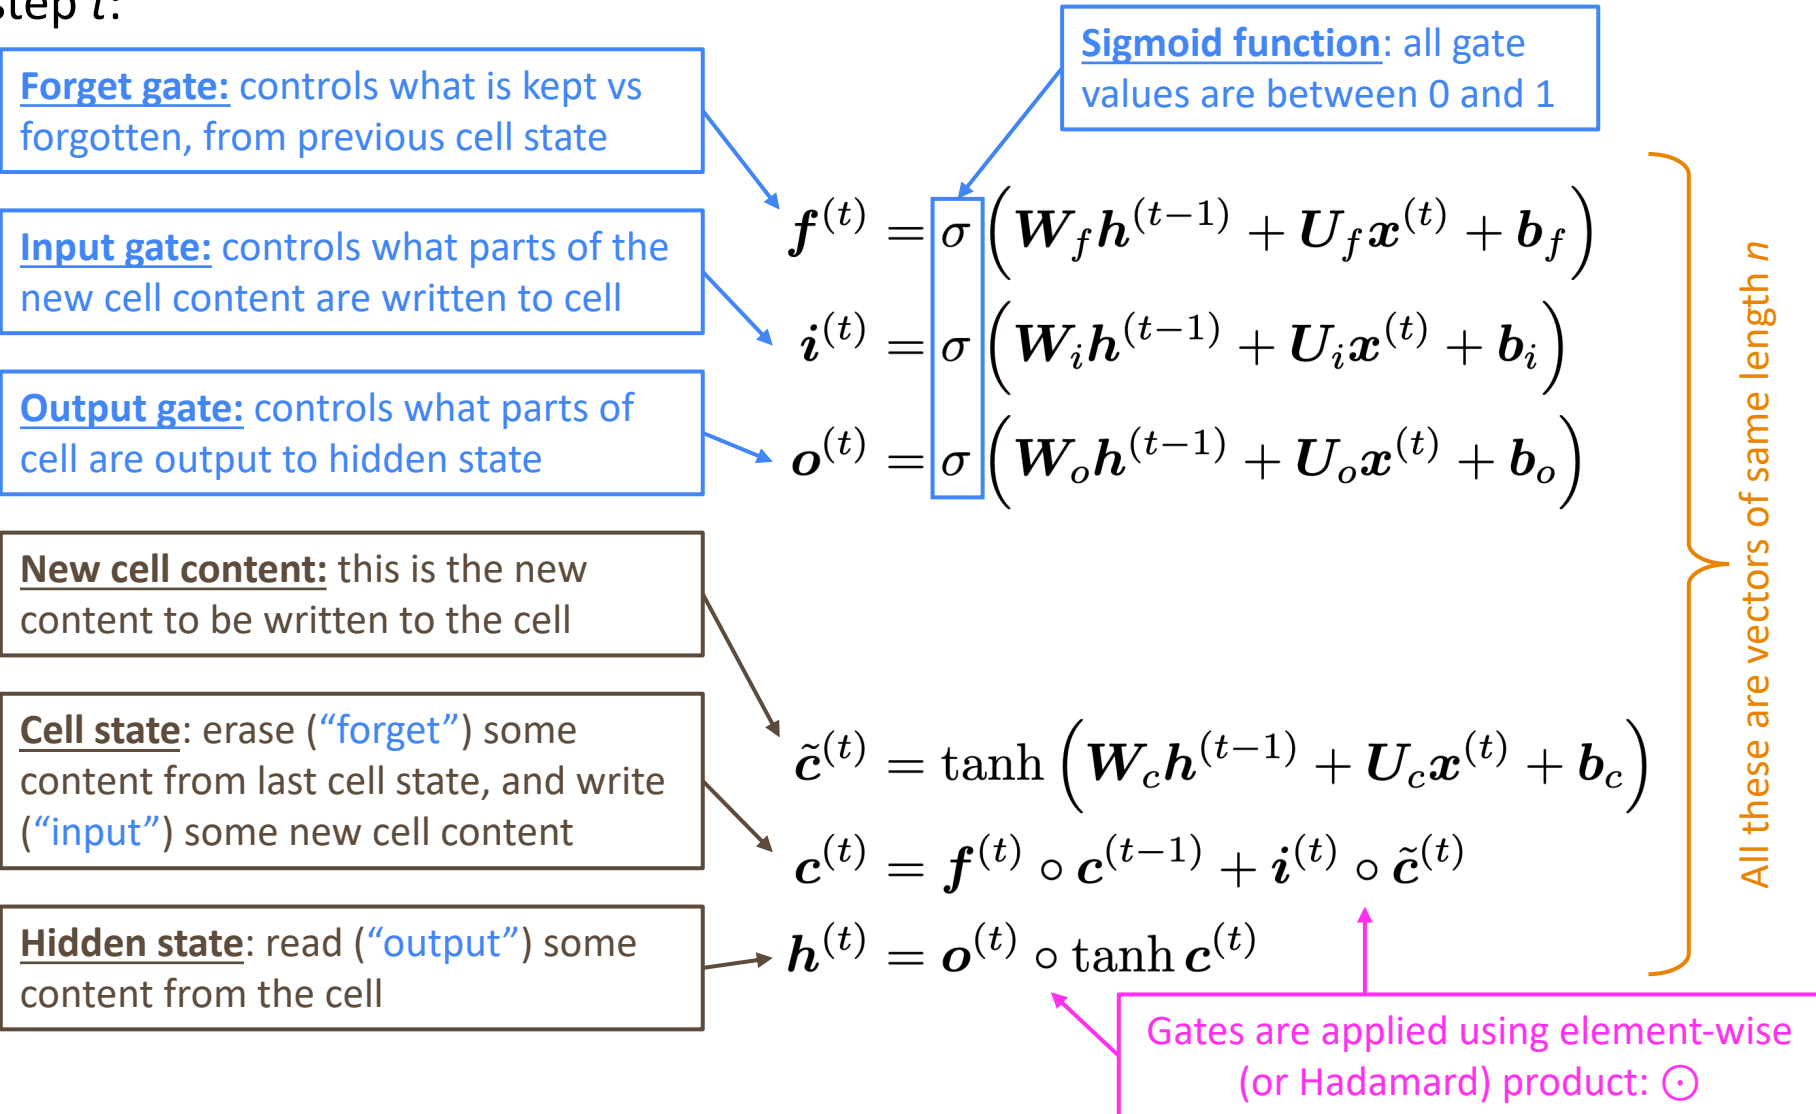 step t:
Sigmoid function: all gate
values are between 0 and 1
Forget gate: controls what is kept vs
forgotten, from previous cell state
f^(t) = σ(W_f h^(t−1) + U_f x^(t) + b_f)
Input gate: controls what parts of the
new cell content are written to cell
i^(t) = σ(W_i h^(t−1) + U_i x^(t) + b_i)
Output gate: controls what parts of
cell are output to hidden state
o^(t) = σ(W_o h^(t−1) + U_o x^(t) + b_o)
New cell content: this is the new
content to be written to the cell
c̃^(t) = tanh(W_c h^(t−1) + U_c x^(t) + b_c)
Cell state: erase (“forget”) some
content from last cell state, and write
(“input”) some new cell content
c^(t) = f^(t) ∘ c^(t−1) + i^(t) ∘ c̃^(t)
Hidden state: read (“output”) some
content from the cell
h^(t) = o^(t) ∘ tanh c^(t)
All these are vectors of same length n
Gates are applied using element-wise
(or Hadamard) product: ⊙